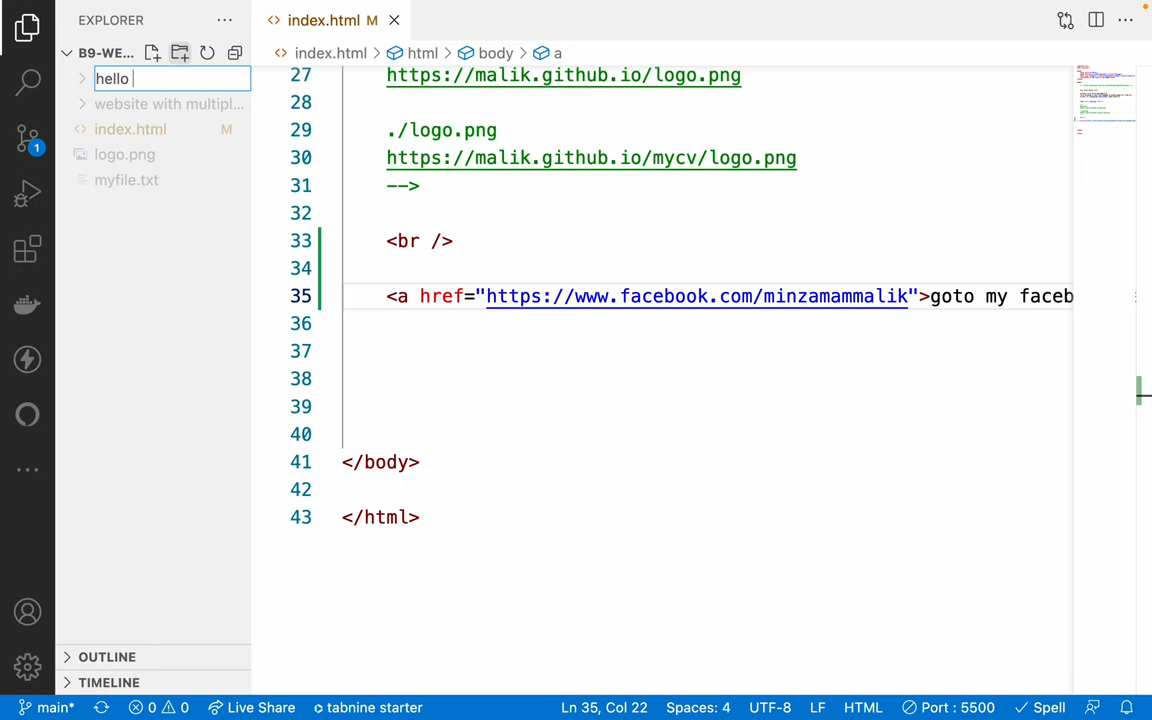 EXPLORER
index.html M
B9-WE...
index.html
html
body
a
hello
website with multipl...
index.html M
logo.png
myfile.txt
27 https://malik.github.io/logo.png
28
29 ./logo.png
30 https://malik.github.io/mycv/logo.png
31 -->
32
33 <br />
34
35 <a href="https://www.facebook.com/minzamammalik">goto my faceb
36
37
38
39
40
41 </body>
42
43 </html>
1
OUTLINE
TIMELINE
main* 0 0 Live Share tabnine starter Ln 35, Col 22 Spaces: 4 UTF-8 LF HTML Port : 5500 Spell